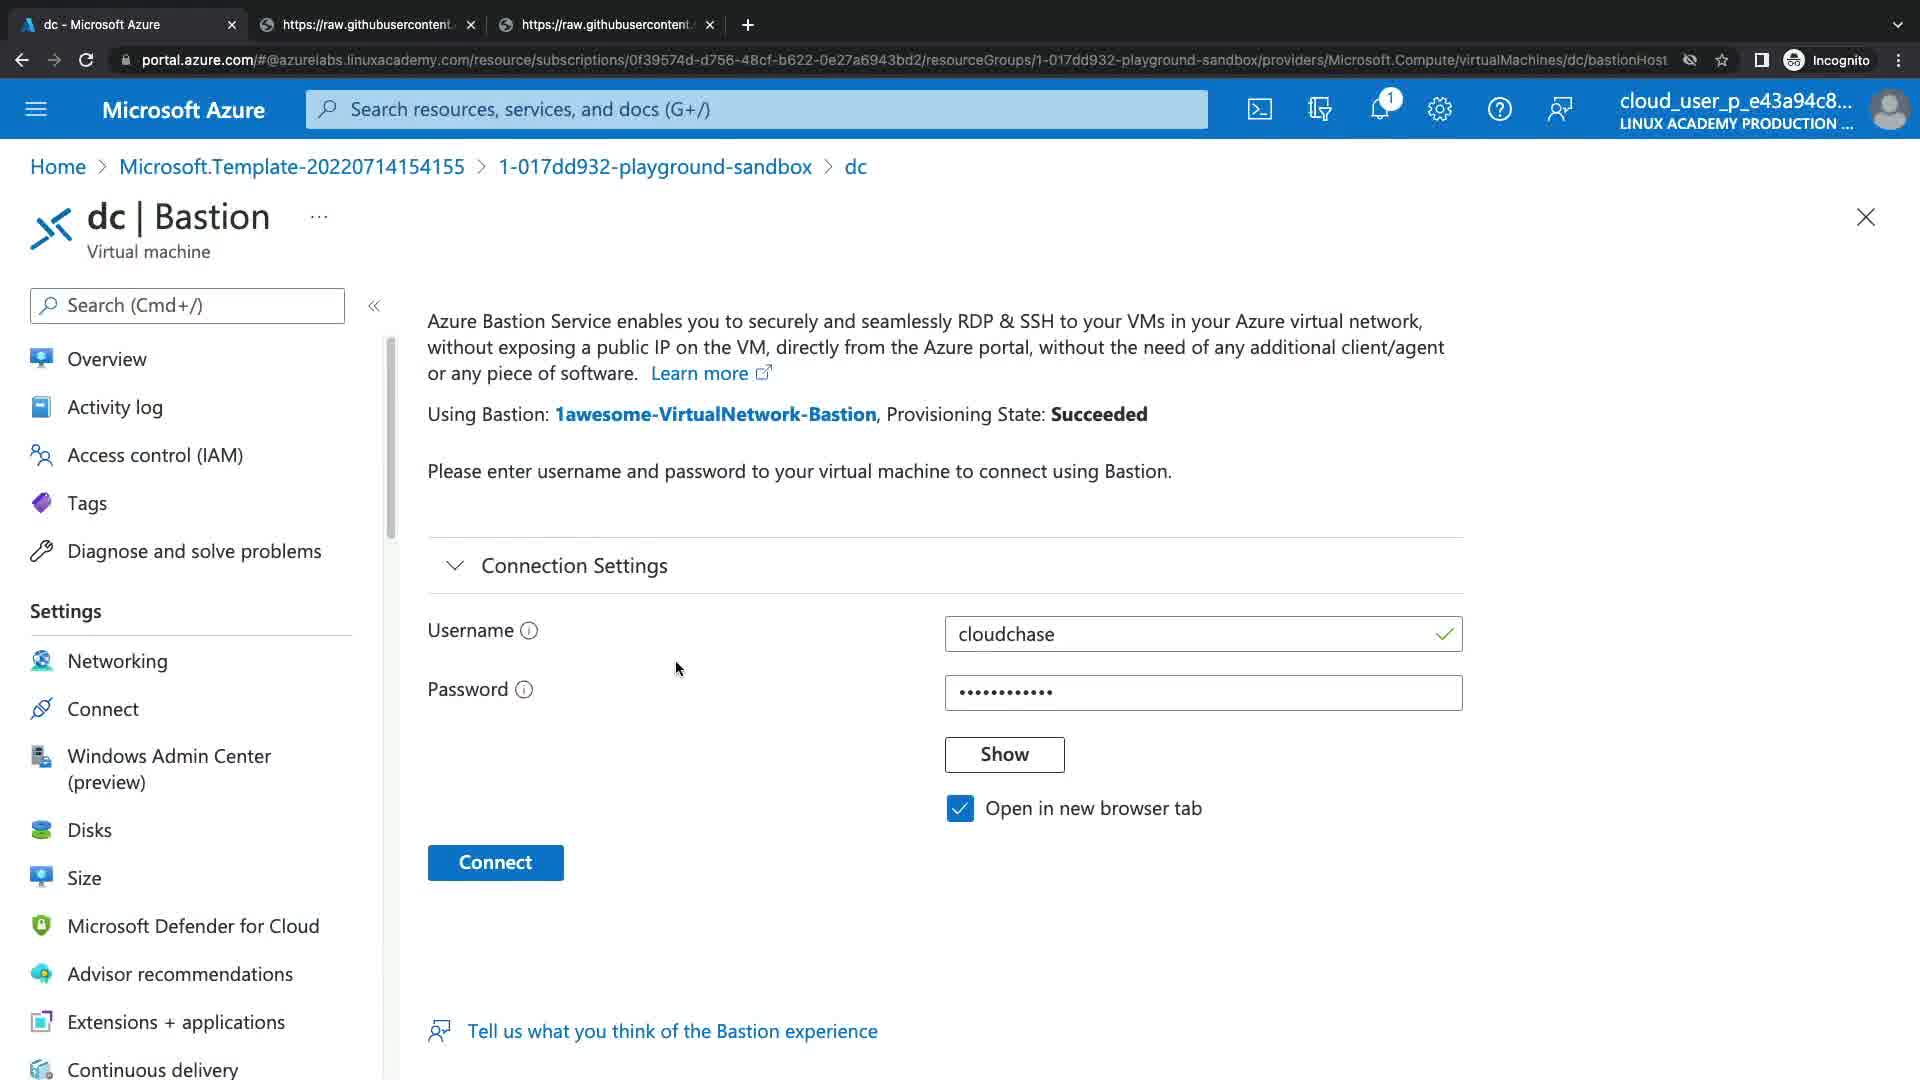 dc - Microsoft Azure
https://raw.githubusercontent.
https://raw.githubusercontent.
portal.azure.com/#@azurelabs.linuxacademy.com/resource/subscriptions/0f39574d-d756-48cf-b622-0e27a6943bd2/resourceGroups/1-017dd932-playground-sandbox/providers/Microsoft.Compute/virtualMachines/dc/bastionHost
Incognito
Microsoft Azure
Search resources, services, and docs (G+/)
1
cloud_user_p_e43a94c8...
LINUX ACADEMY PRODUCTION ...
Home > Microsoft.Template-20220714154155 > 1-017dd932-playground-sandbox > dc
dc | Bastion ...
Virtual machine
Search (Cmd+/)
Overview
Activity log
Access control (IAM)
Tags
Diagnose and solve problems
Settings
Networking
Connect
Windows Admin Center
(preview)
Disks
Size
Microsoft Defender for Cloud
Advisor recommendations
Extensions + applications
Continuous delivery
Azure Bastion Service enables you to securely and seamlessly RDP & SSH to your VMs in your Azure virtual network,
without exposing a public IP on the VM, directly from the Azure portal, without the need of any additional client/agent
or any piece of software. Learn more
Using Bastion: 1awesome-VirtualNetwork-Bastion, Provisioning State: Succeeded
Please enter username and password to your virtual machine to connect using Bastion.
Connection Settings
Username
cloudchase
Password
••••••••••••
Show
Open in new browser tab
Connect
Tell us what you think of the Bastion experience